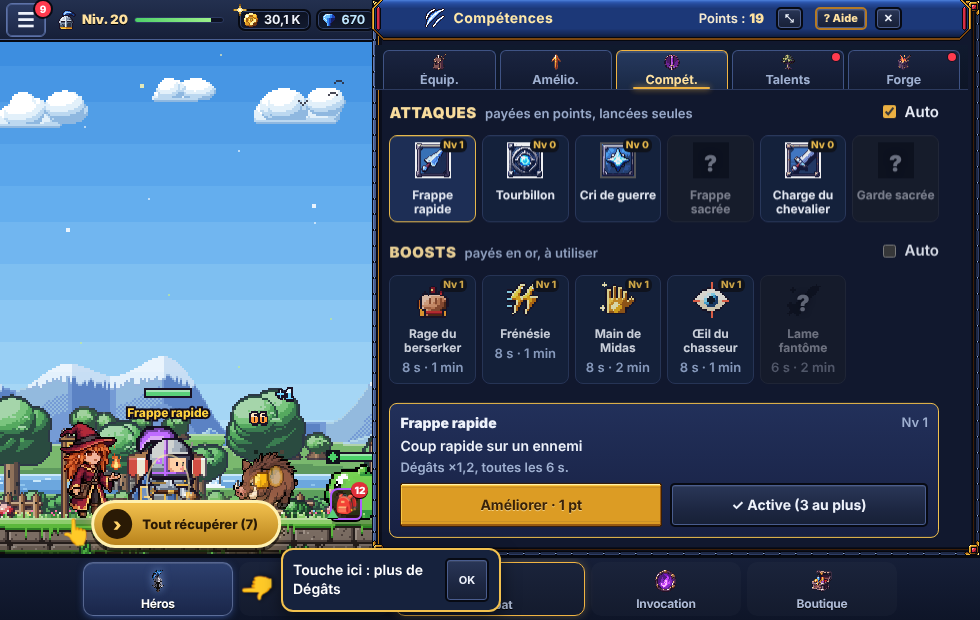 9
Niv. 20
30,1 K
670
Compétences
Points : 19
? Aide
Équip.
Amélio.
Compét.
Talents
Forge
ATTAQUES payées en points, lancées seules
Auto
Nv 1
Nv 0
Nv 0
?
Nv 0
?
Frappe rapide
Tourbillon
Cri de guerre
Frappe sacrée
Charge du chevalier
Garde sacrée
BOOSTS payés en or, à utiliser
Auto
Nv 1
Nv 1
Nv 1
Nv 1
?
Rage du berserker
Frénésie
Main de Midas
Œil du chasseur
Lame fantôme
8 s · 1 min
8 s · 1 min
8 s · 2 min
8 s · 1 min
6 s · 2 min
+1
Frappe rapide
66
Frappe rapide
Nv 1
Coup rapide sur un ennemi
Dégâts ×1,2, toutes les 6 s.
Améliorer · 1 pt
✓ Active (3 au plus)
12
Tout récupérer (7)
Touche ici : plus de
Dégâts
OK
Héros
Invocation
Boutique